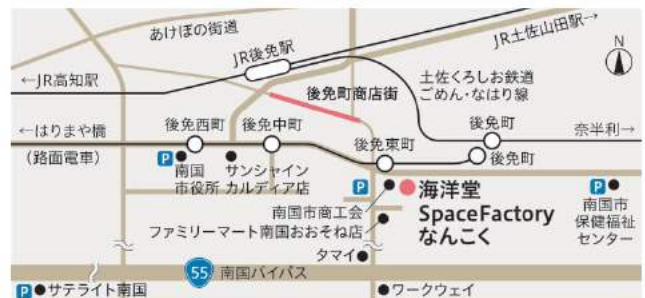 あけぼの街道
JR後免駅
JR土佐山田駅→
N
←JR高知駅
土佐くろしお鉄道
ごめん・なはり線
後免町商店街
←はりまや橋
(路面電車)
後免西町
後免中町
後免東町
後免町
後免町
奈半利→
P
南国
市役所
サンシャイン
カルディア店
P
海洋堂
SpaceFactory
なんこく
南国市商工会
ファミリーマート南国おおそね店
P
南国市
保健福祉
センター
タマイ
55
南国バイパス
P
サテライト南国
ワークウェイ